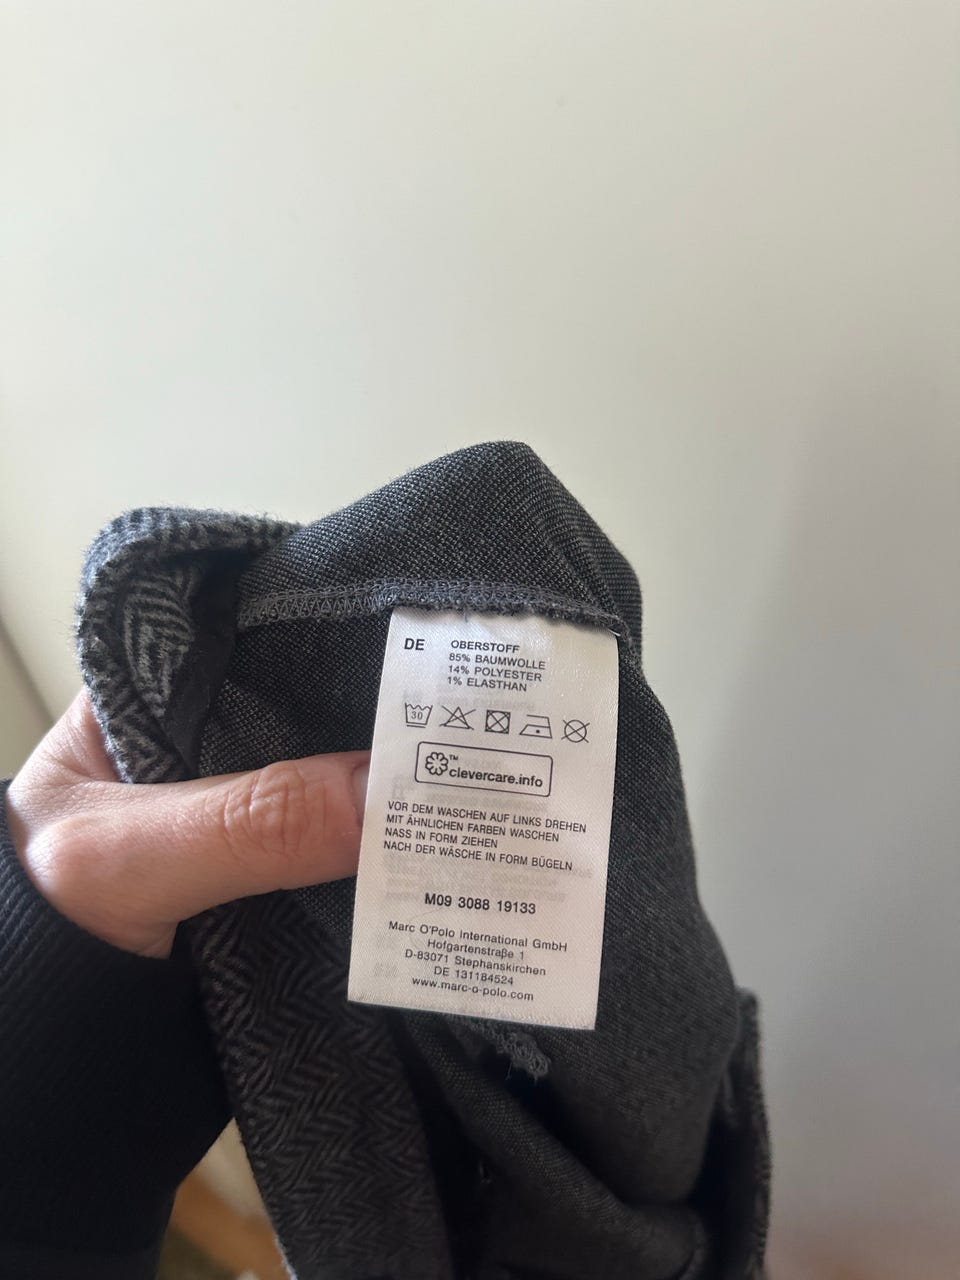 DE
OBERSTOFF
85% BAUMWOLLE
14% POLYESTER
1% ELASTHAN
30
™
clevercare.info
VOR DEM WASCHEN AUF LINKS DREHEN
MIT ÄHNLICHEN FARBEN WASCHEN
NASS IN FORM ZIEHEN
NACH DER WÄSCHE IN FORM BÜGELN
M09 3088 19133
Marc O'Polo International GmbH
Hofgartenstraße 1
D-83071 Stephanskirchen
DE 131184524
www.marc-o-polo.com